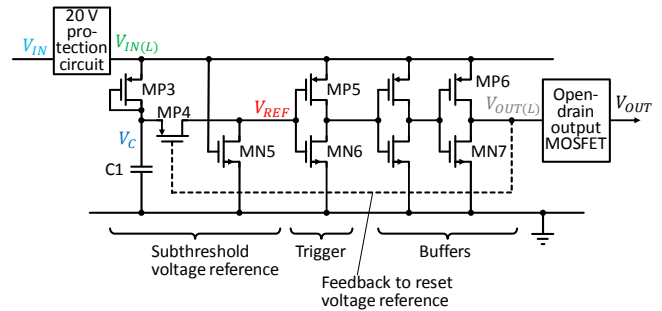 20 V
pro-
tection
circuit
V_IN
V_IN(L)
MP3
MP4
V_REF
MP5
MP6
V_OUT(L)
Open-
drain
output
MOSFET
V_OUT
V_C
MN5
MN6
MN7
C1
Subthreshold
voltage reference
Trigger
Buffers
Feedback to reset
voltage reference